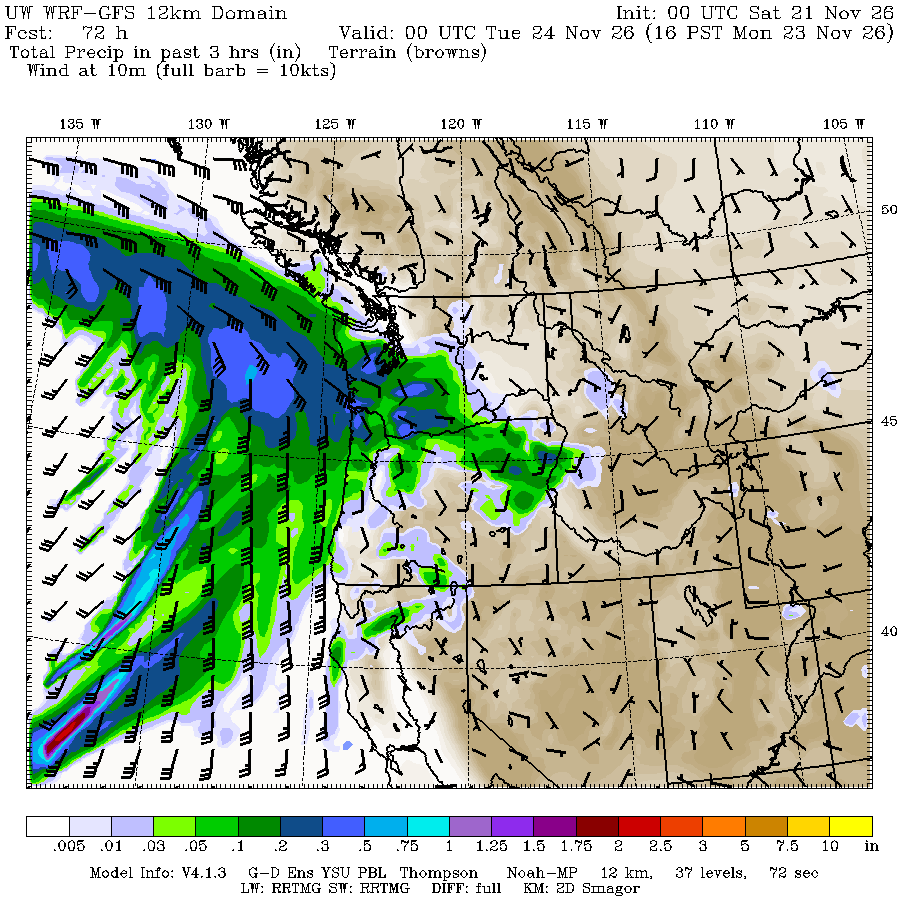 UW WRF-GFS 12km Domain Init: 00 UTC Sat 21 Nov 26
Fcst: 72 h Valid: 00 UTC Tue 24 Nov 26 (16 PST Mon 23 Nov 26)
Total Precip in past 3 hrs (in) Terrain (browns)
Wind at 10m (full barb = 10kts)
135 W 130 W 125 W 120 W 115 W 110 W 105 W
50
45
40
.005 .01 .03 .05 .1 .2 .3 .5 .75 1 1.25 1.5 1.75 2 2.5 3 5 7.5 10 in
Model Info: V4.1.3 G-D Ens YSU PBL Thompson Noah-MP 12 km, 37 levels, 72 sec
LW: RRTMG SW: RRTMG DIFF: full KM: 2D Smagor